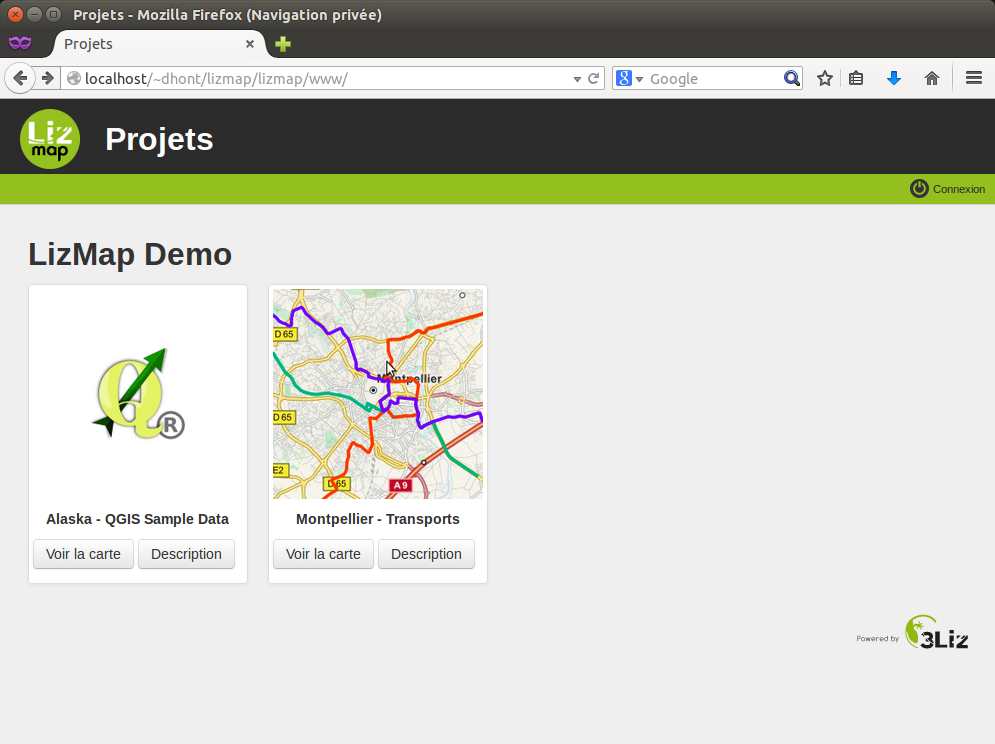 Projets - Mozilla Firefox (Navigation privée)
Projets
localhost/~dhont/lizmap/lizmap/www/
Google
Liz
map
Projets
Connexion
LizMap Demo
®
D 65
Montpellier
D 65
E2
D 65
A 9
Alaska - QGIS Sample Data
Montpellier - Transports
Voir la carte
Description
Voir la carte
Description
Powered by
3Liz